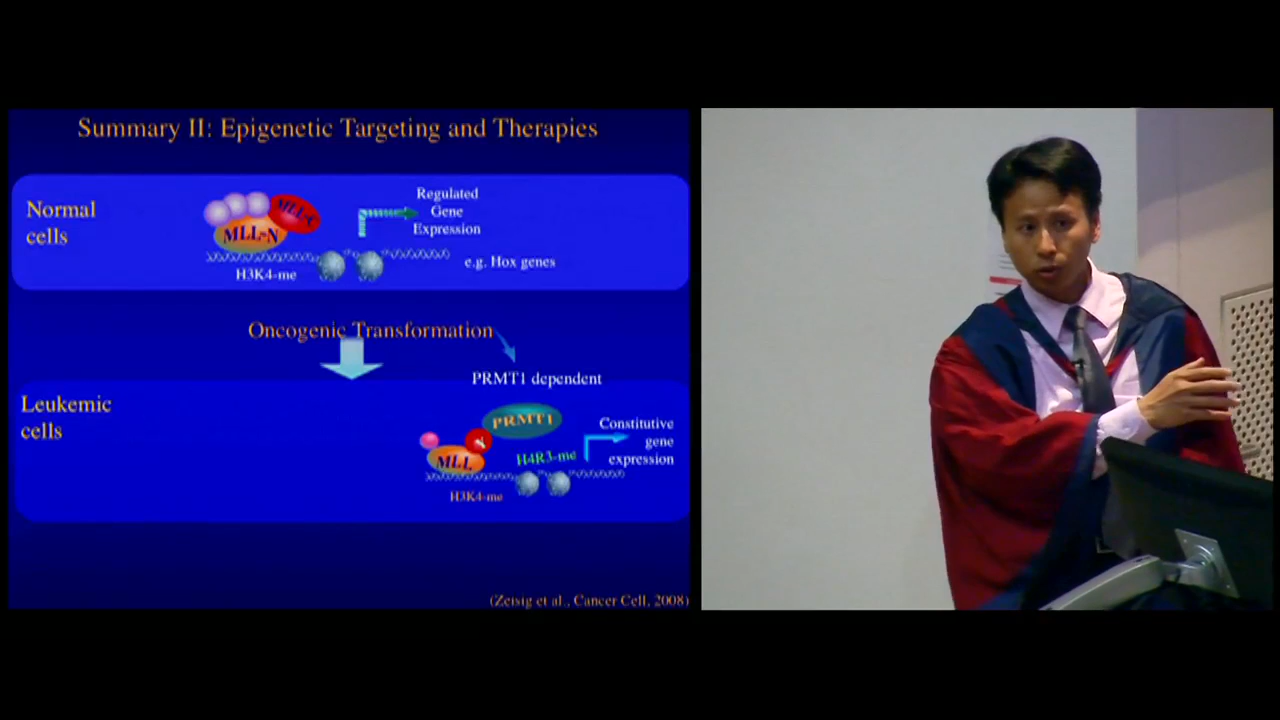 Summary II: Epigenetic Targeting and Therapies
Normal
cells
MLL-C
MLL-N
H3K4-me
Regulated
Gene
Expression
e.g. Hox genes
Oncogenic Transformation
PRMT1 dependent
Leukemic
cells
PRMT1
MLL
H4R3-me
H3K4-me
Constitutive
gene
expression
(Zeisig et al., Cancer Cell, 2008)